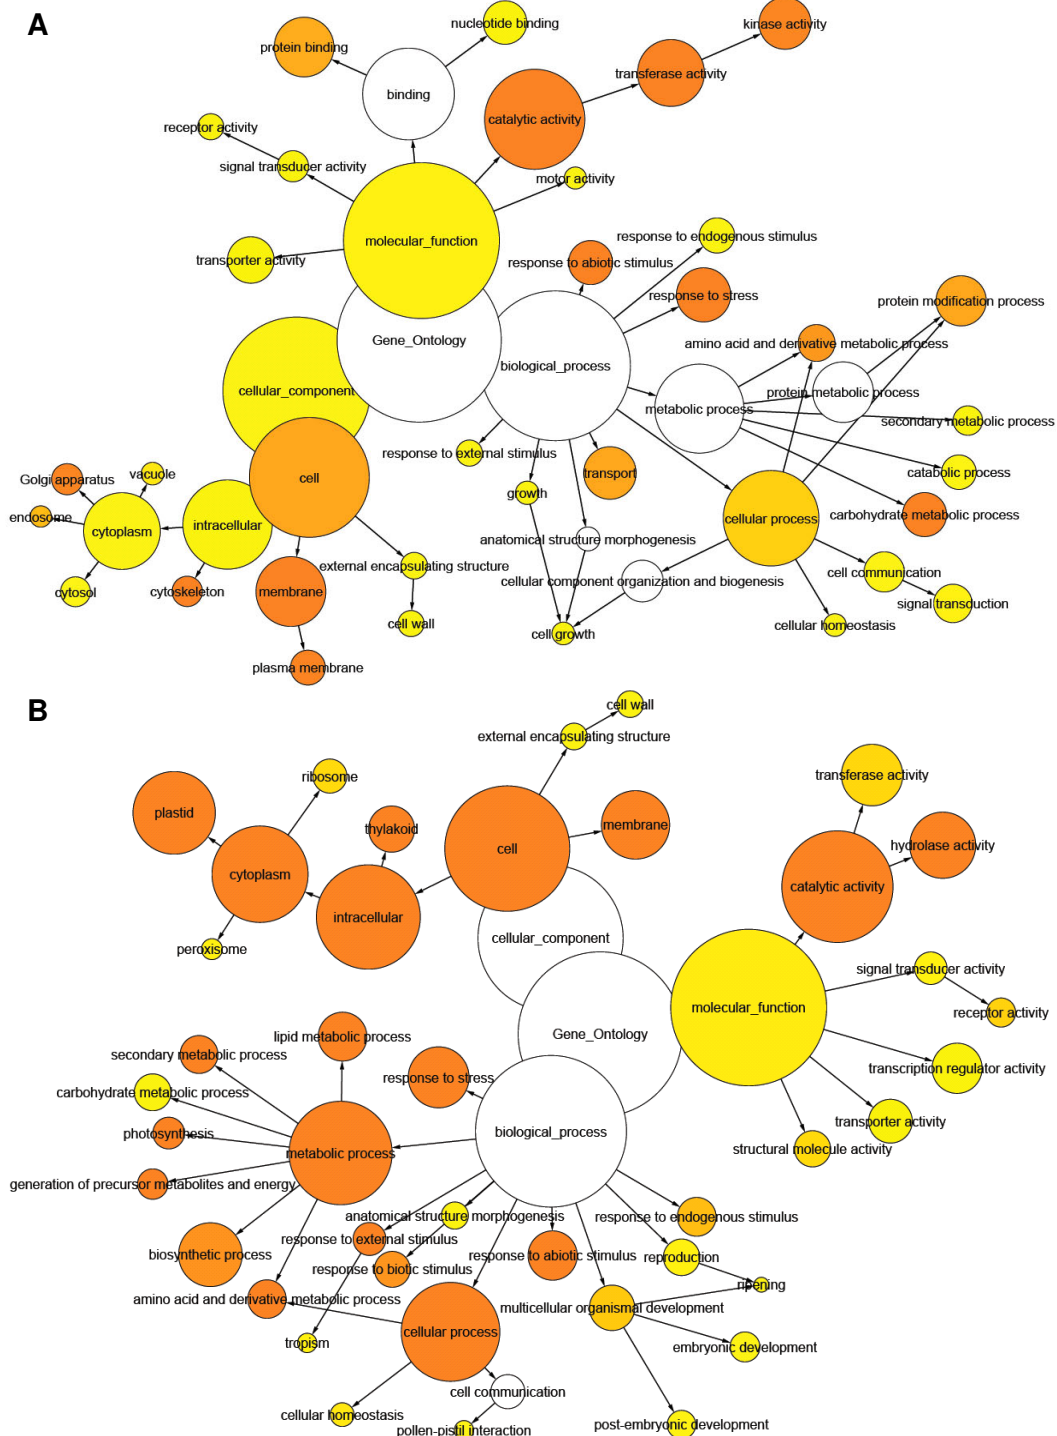 A
nucleotide binding
kinase activity
protein binding
transferase activity
binding
catalytic activity
receptor activity
signal transducer activity
motor activity
molecular_function
response to endogenous stimulus
transporter activity
response to abiotic stimulus
response to stress
protein modification process
Gene_Ontology
amino acid and derivative metabolic process
biological_process
cellular_component
protein metabolic process
metabolic process
secondary metabolic process
response to external stimulus
catabolic process
transport
cell
Golgi apparatus
vacuole
growth
endosome
cytoplasm
intracellular
cellular process
carbohydrate metabolic process
anatomical structure morphogenesis
external encapsulating structure
cell communication
cellular component organization and biogenesis
cytosol
cytoskeleton
membrane
signal transduction
cell wall
cellular homeostasis
cell growth
plasma membrane
B
cell wall
external encapsulating structure
ribosome
transferase activity
plastid
thylakoid
membrane
hydrolase activity
cell
cytoplasm
catalytic activity
intracellular
cellular_component
peroxisome
signal transducer activity
molecular_function
receptor activity
Gene_Ontology
lipid metabolic process
secondary metabolic process
transcription regulator activity
response to stress
carbohydrate metabolic process
transporter activity
photosynthesis
biological_process
structural molecule activity
metabolic process
generation of precursor metabolites and energy
anatomical structure morphogenesis
response to endogenous stimulus
response to external stimulus
biosynthetic process
response to abiotic stimulus
reproduction
response to biotic stimulus
ripening
amino acid and derivative metabolic process
multicellular organismal development
cellular process
tropism
embryonic development
cell communication
cellular homeostasis
post-embryonic development
pollen-pistil interaction